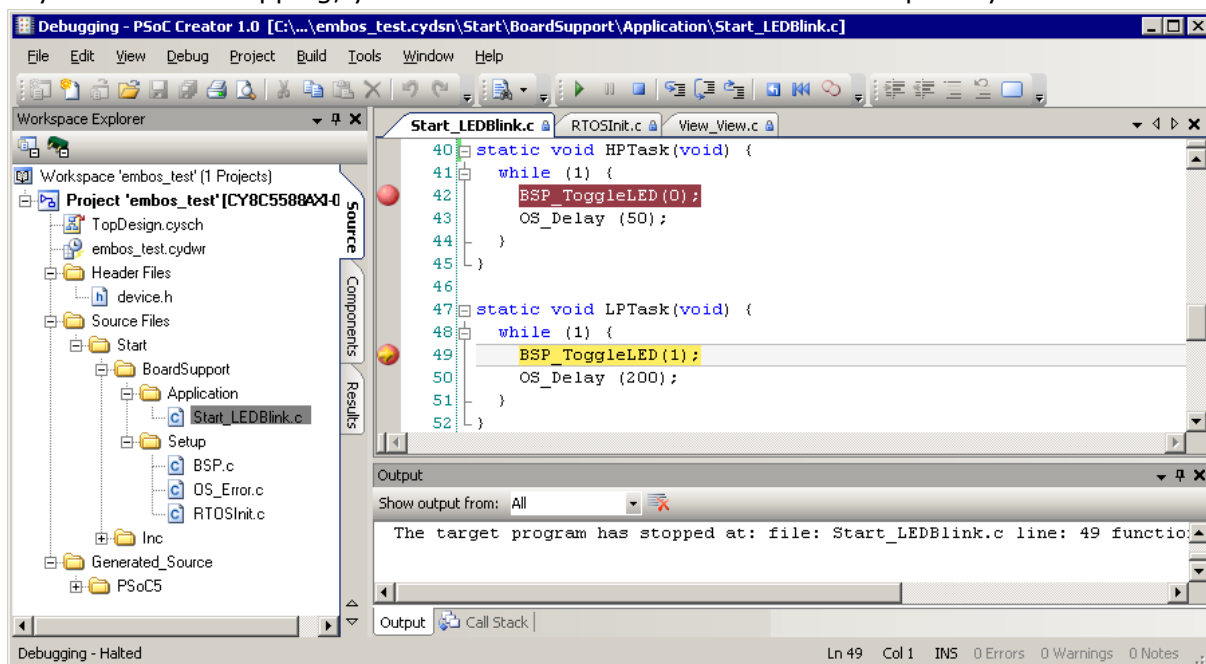 Debugging - PSoC Creator 1.0 [C:\...\embos_test.cydsn\Start\BoardSupport\Application\Start_LEDBlink.c]
File Edit View Debug Project Build Tools Window Help
Workspace Explorer
Workspace 'embos_test' (1 Projects)
Project 'embos_test' [CY8C5588AXI-0
TopDesign.cysch
embos_test.cydwr
Header Files
device.h
Source Files
Start
BoardSupport
Application
Start_LEDBlink.c
Setup
BSP.c
OS_Error.c
RTOSInit.c
Inc
Generated_Source
PSoC5
Source
Components
Results
Start_LEDBlink.c RTOSInit.c View_View.c
40 static void HPTask(void) {
41 while (1) {
42 BSP_ToggleLED(0);
43 OS_Delay (50);
44 }
45 }
46
47 static void LPTask(void) {
48 while (1) {
49 BSP_ToggleLED(1);
50 OS_Delay (200);
51 }
52 }
Output
Show output from: All
The target program has stopped at: file: Start_LEDBlink.c line: 49 functio
Output Call Stack
Debugging - Halted Ln 49 Col 1 INS 0 Errors 0 Warnings 0 Notes